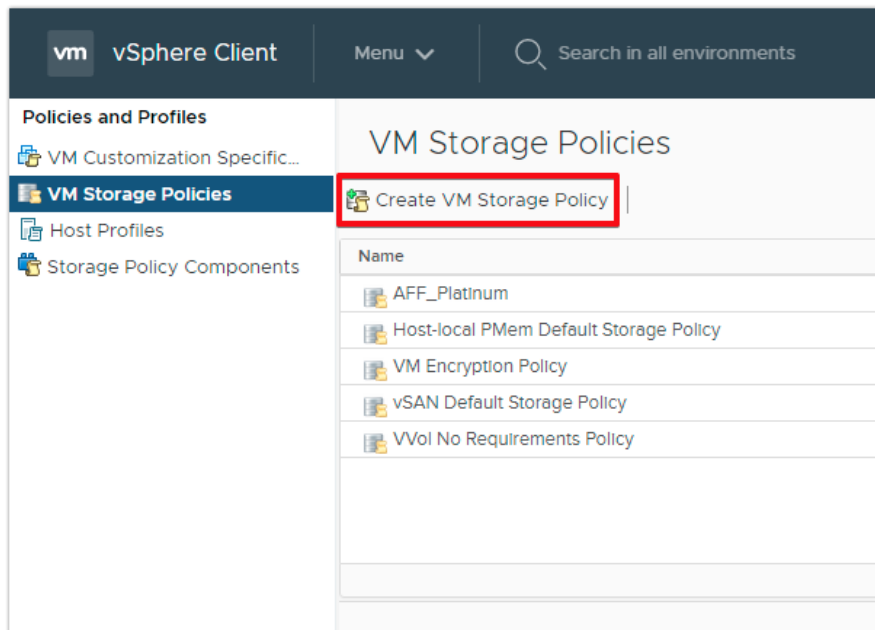 vm vSphere Client Menu Search in all environments
Policies and Profiles
VM Customization Specific...
VM Storage Policies
Host Profiles
Storage Policy Components
VM Storage Policies
Create VM Storage Policy
Name
AFF_Platinum
Host-local PMem Default Storage Policy
VM Encryption Policy
vSAN Default Storage Policy
VVol No Requirements Policy